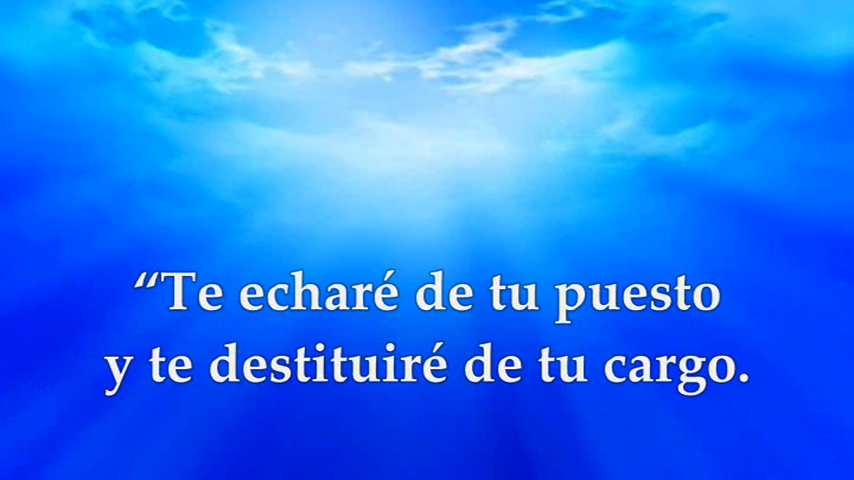 “Te echaré de tu puesto
y te destituiré de tu cargo.